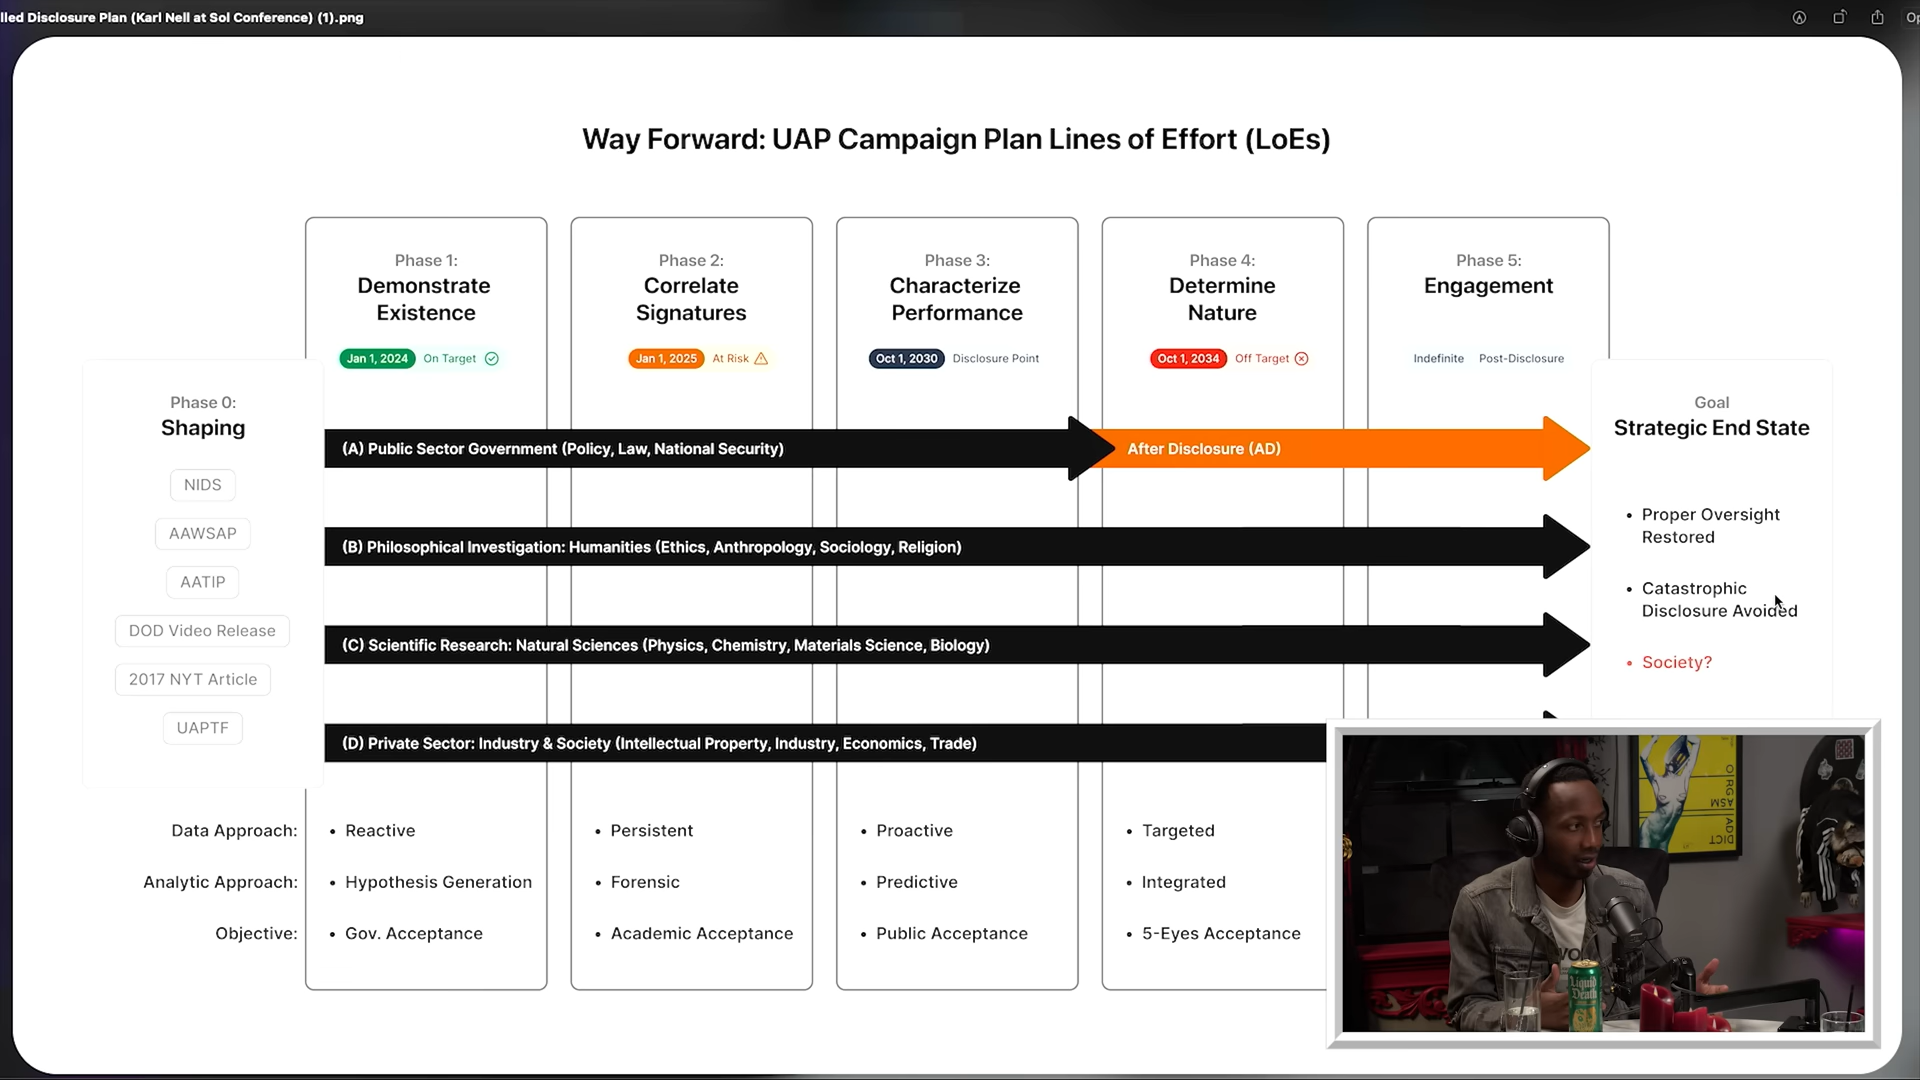 lled Disclosure Plan (Karl Nell at Sol Conference) (1).png
Way Forward: UAP Campaign Plan Lines of Effort (LoEs)
Phase 1:
Demonstrate
Existence
Jan 1, 2024 On Target
Phase 2:
Correlate
Signatures
Jan 1, 2025 At Risk
Phase 3:
Characterize
Performance
Oct 1, 2030 Disclosure Point
Phase 4:
Determine
Nature
Oct 1, 2034 Off Target
Phase 5:
Engagement
Indefinite Post-Disclosure
Phase 0:
Shaping
NIDS
AAWSAP
AATIP
DOD Video Release
2017 NYT Article
UAPTF
(A) Public Sector Government (Policy, Law, National Security)
After Disclosure (AD)
(B) Philosophical Investigation: Humanities (Ethics, Anthropology, Sociology, Religion)
(C) Scientific Research: Natural Sciences (Physics, Chemistry, Materials Science, Biology)
(D) Private Sector: Industry & Society (Intellectual Property, Industry, Economics, Trade)
Goal
Strategic End State
• Proper Oversight
Restored
• Catastrophic
Disclosure Avoided
• Society?
Data Approach: • Reactive • Persistent • Proactive • Targeted
Analytic Approach: • Hypothesis Generation • Forensic • Predictive • Integrated
Objective: • Gov. Acceptance • Academic Acceptance • Public Acceptance • 5-Eyes Acceptance
ORG
ASM
ADD
ICT
Liquid
Death